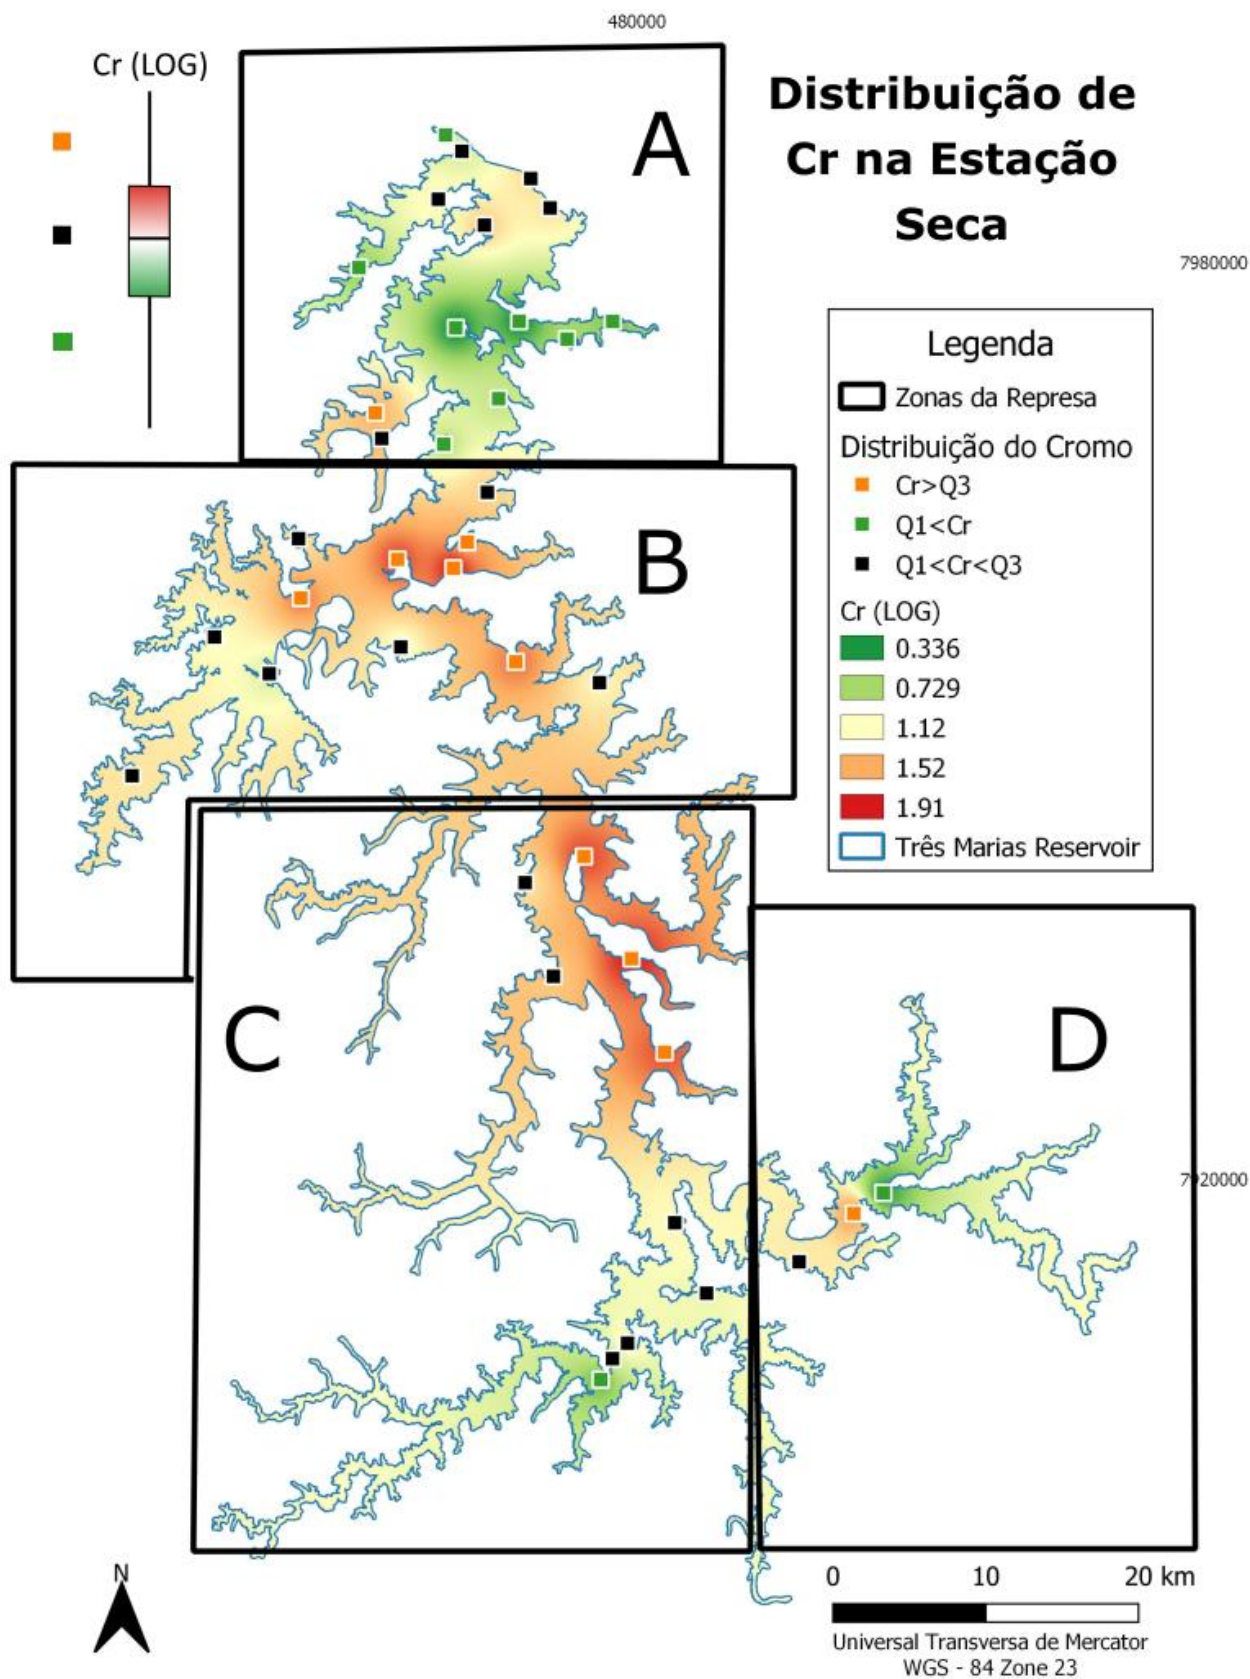 480000
Cr (LOG)
Distribuição de
Cr na Estação
Seca
A
7980000
Legenda
Zonas da Represa
Distribuição do Cromo
Cr>Q3
Q1<Cr
Q1<Cr<Q3
Cr (LOG)
0.336
0.729
1.12
1.52
1.91
Três Marias Reservoir
B
C
D
7920000
N
0 10 20 km
Universal Transversa de Mercator
WGS - 84 Zone 23